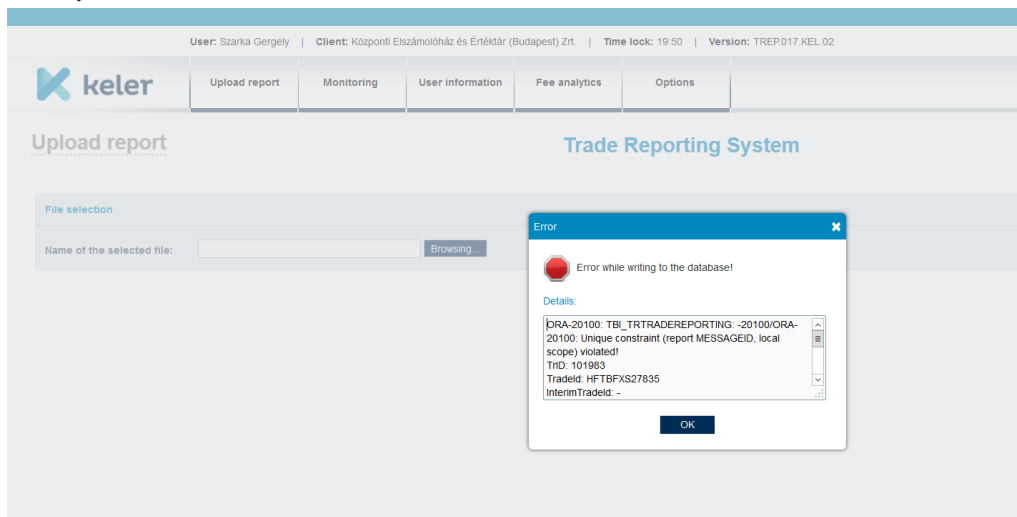 User: Szarka Gergely | Client: Központi Elszámolóház és Értéktár (Budapest) Zrt. | Time lock: 19:50 | Version: TREP.017.KEL.02
keler
Upload report
Monitoring
User information
Fee analytics
Options
Upload report
Trade Reporting System
File selection
Name of the selected file:
Browsing...
Error
Error while writing to the database!
Details:
ORA-20100: TBI_TRTRADEREPORTING: -20100/ORA-
20100: Unique constraint (report MESSAGEID, local
scope) violated!
TrID: 101983
TradeId: HFTBFXS27835
InterimTradeId: -
OK